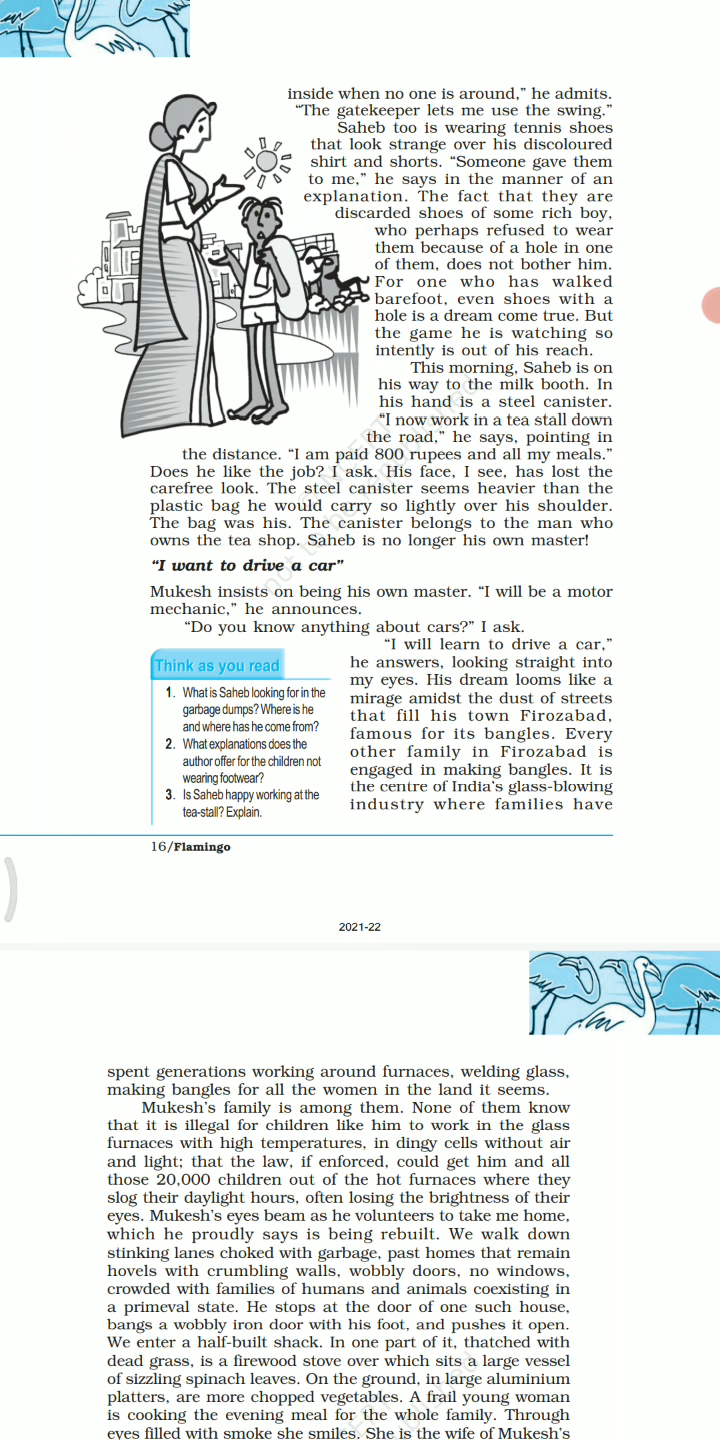 inside when no one is around,” he admits.
“The gatekeeper lets me use the swing.”
Saheb too is wearing tennis shoes
that look strange over his discoloured
shirt and shorts. “Someone gave them
to me,” he says in the manner of an
explanation. The fact that they are
discarded shoes of some rich boy,
who perhaps refused to wear
them because of a hole in one
of them, does not bother him.
For one who has walked
barefoot, even shoes with a
hole is a dream come true. But
the game he is watching so
intently is out of his reach.
This morning, Saheb is on
his way to the milk booth. In
his hand is a steel canister.
“I now work in a tea stall down
the road,” he says, pointing in
the distance. “I am paid 800 rupees and all my meals.”
Does he like the job? I ask. His face, I see, has lost the
carefree look. The steel canister seems heavier than the
plastic bag he would carry so lightly over his shoulder.
The bag was his. The canister belongs to the man who
owns the tea shop. Saheb is no longer his own master!
“I want to drive a car”
Mukesh insists on being his own master. “I will be a motor
mechanic,” he announces.
“Do you know anything about cars?” I ask.
“I will learn to drive a car,”
he answers, looking straight into
my eyes. His dream looms like a
mirage amidst the dust of streets
that fill his town Firozabad,
famous for its bangles. Every
other family in Firozabad is
engaged in making bangles. It is
the centre of India’s glass-blowing
industry where families have
Think as you read
1. What is Saheb looking for in the
garbage dumps? Where is he
and where has he come from?
2. What explanations does the
author offer for the children not
wearing footwear?
3. Is Saheb happy working at the
tea-stall? Explain.
16/Flamingo
2021-22
spent generations working around furnaces, welding glass,
making bangles for all the women in the land it seems.
Mukesh’s family is among them. None of them know
that it is illegal for children like him to work in the glass
furnaces with high temperatures, in dingy cells without air
and light; that the law, if enforced, could get him and all
those 20,000 children out of the hot furnaces where they
slog their daylight hours, often losing the brightness of their
eyes. Mukesh’s eyes beam as he volunteers to take me home,
which he proudly says is being rebuilt. We walk down
stinking lanes choked with garbage, past homes that remain
hovels with crumbling walls, wobbly doors, no windows,
crowded with families of humans and animals coexisting in
a primeval state. He stops at the door of one such house,
bangs a wobbly iron door with his foot, and pushes it open.
We enter a half-built shack. In one part of it, thatched with
dead grass, is a firewood stove over which sits a large vessel
of sizzling spinach leaves. On the ground, in large aluminium
platters, are more chopped vegetables. A frail young woman
is cooking the evening meal for the whole family. Through
eyes filled with smoke she smiles. She is the wife of Mukesh’s